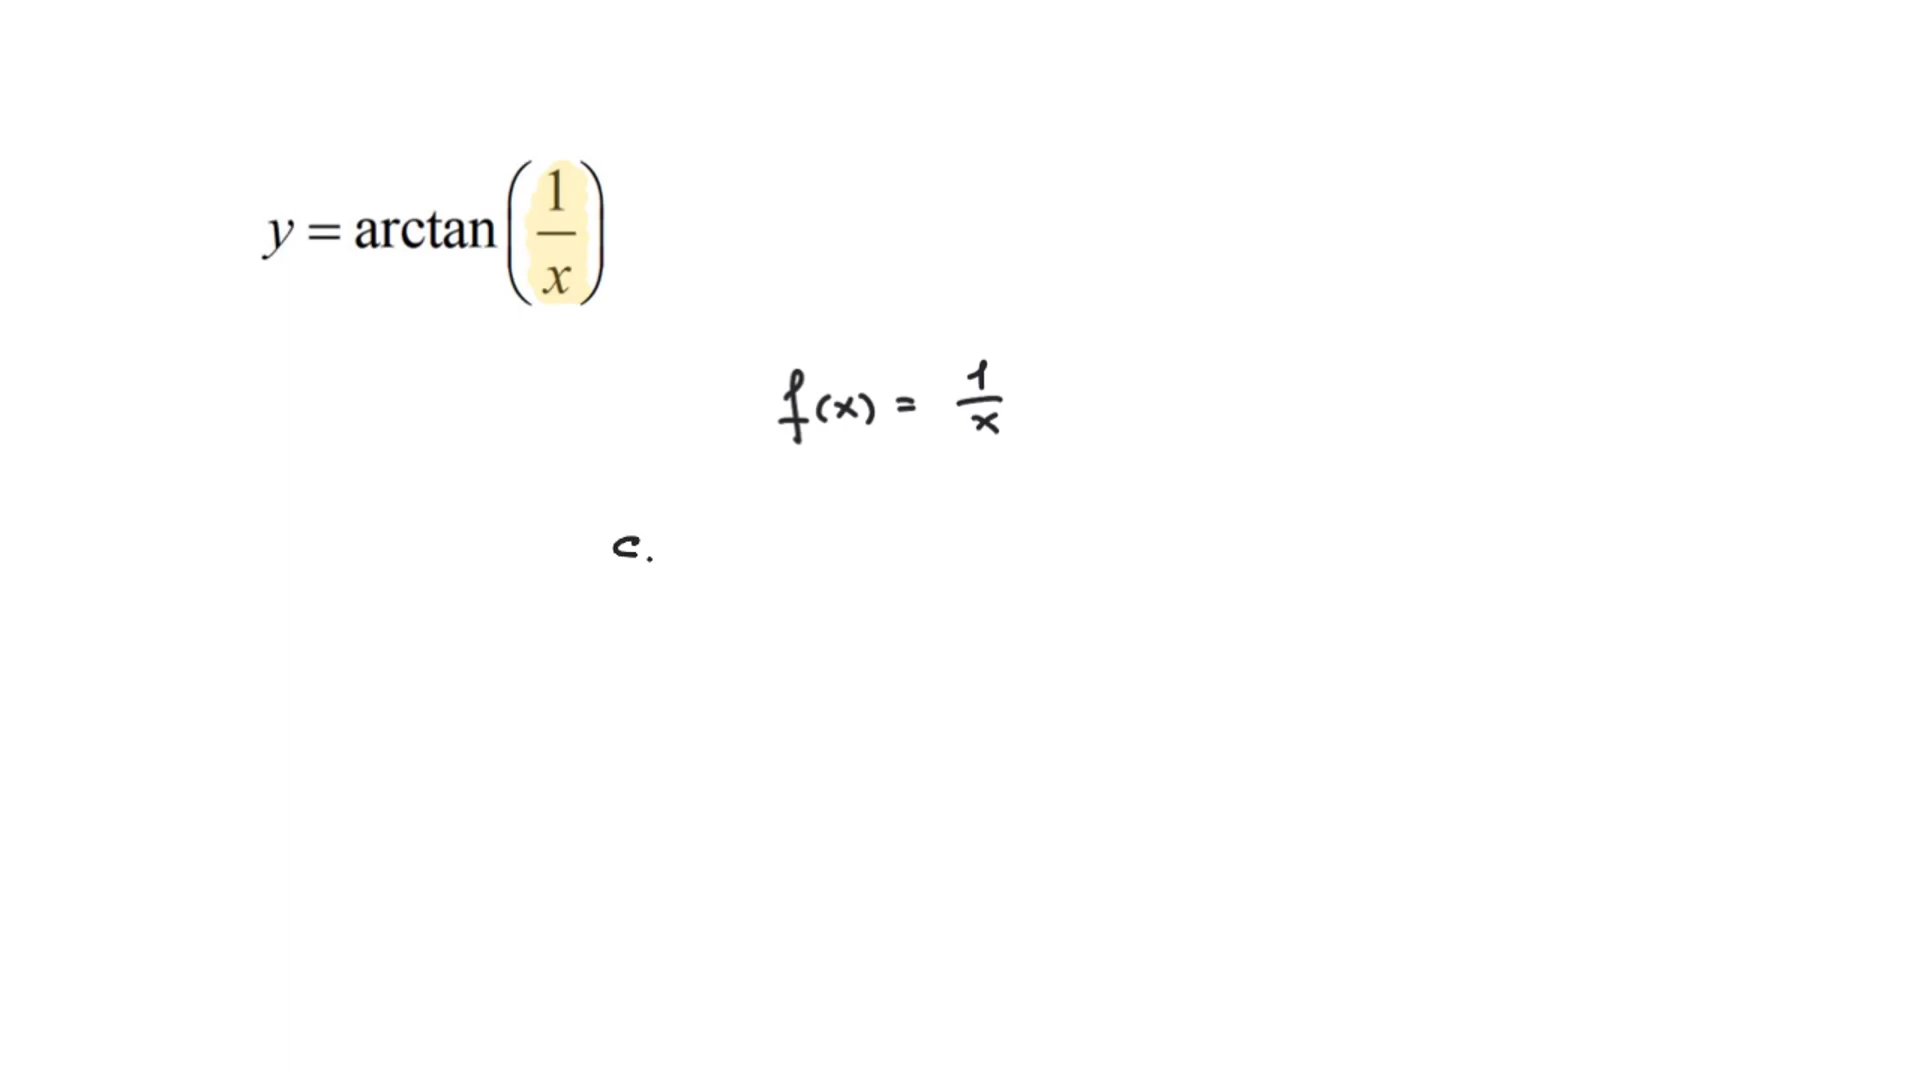 y = arctan(1/x)
f(x) = 1/x
c.